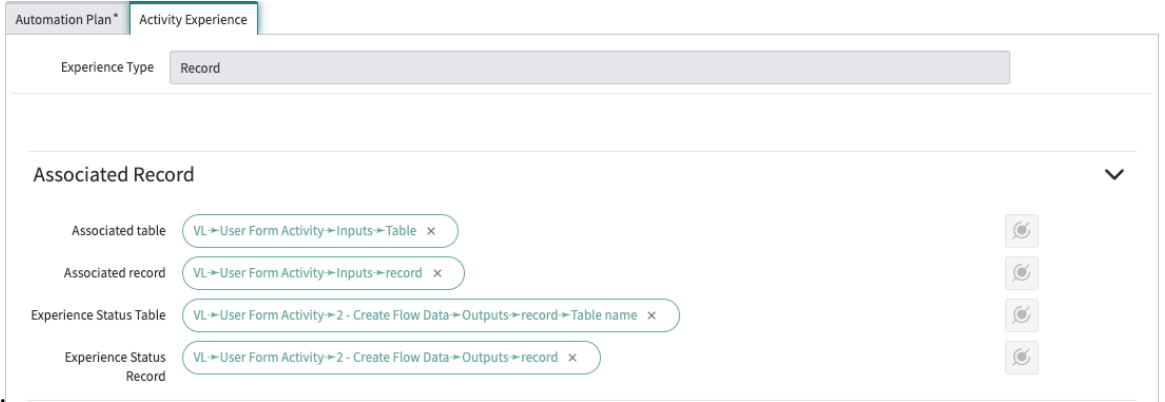 Automation Plan* Activity Experience
Experience Type Record
Associated Record
Associated table VL➛User Form Activity➛Inputs➛Table ×
Associated record VL➛User Form Activity➛Inputs➛record ×
Experience Status Table VL➛User Form Activity➛2 - Create Flow Data➛Outputs➛record➛Table name ×
Experience Status VL➛User Form Activity➛2 - Create Flow Data➛Outputs➛record ×
Record